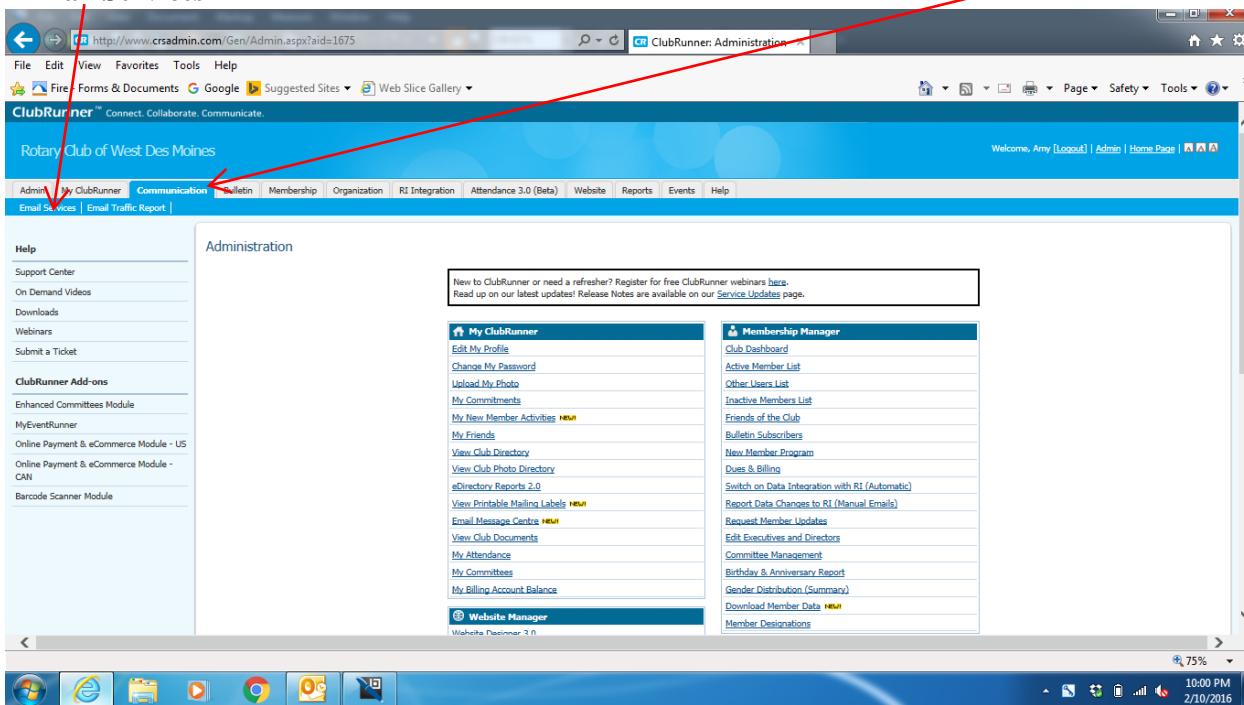 http://www.crsadmin.com/Gen/Admin.aspx?aid=1675
ClubRunner: Administration
File Edit View Favorites Tools Help
Fire - Forms & Documents Google Suggested Sites Web Slice Gallery
Page Safety Tools
ClubRunner™ Connect. Collaborate. Communicate.
Rotary Club of West Des Moines
Welcome, Amy [Logout] | Admin | Home Page | A A A
Admin My ClubRunner Communication Bulletin Membership Organization RI Integration Attendance 3.0 (Beta) Website Reports Events Help
Email Services | Email Traffic Report |
Help
Support Center
On Demand Videos
Downloads
Webinars
Submit a Ticket
ClubRunner Add-ons
Enhanced Committees Module
MyEventRunner
Online Payment & eCommerce Module - US
Online Payment & eCommerce Module -
CAN
Barcode Scanner Module
Administration
New to ClubRunner or need a refresher? Register for free ClubRunner webinars here.
Read up on our latest updates! Release Notes are available on our Service Updates page.
My ClubRunner
Edit My Profile
Change My Password
Upload My Photo
My Commitments
My New Member Activities NEW!
My Friends
View Club Directory
View Club Photo Directory
eDirectory Reports 2.0
View Printable Mailing Labels NEW!
Email Message Centre NEW!
View Club Documents
My Attendance
My Committees
My Billing Account Balance
Website Manager
Website Designer 3.0
Membership Manager
Club Dashboard
Active Member List
Other Users List
Inactive Members List
Friends of the Club
Bulletin Subscribers
New Member Program
Dues & Billing
Switch on Data Integration with RI (Automatic)
Report Data Changes to RI (Manual Emails)
Request Member Updates
Edit Executives and Directors
Committee Management
Birthday & Anniversary Report
Gender Distribution (Summary)
Download Member Data NEW!
Member Designations
75%
10:00 PM
2/10/2016